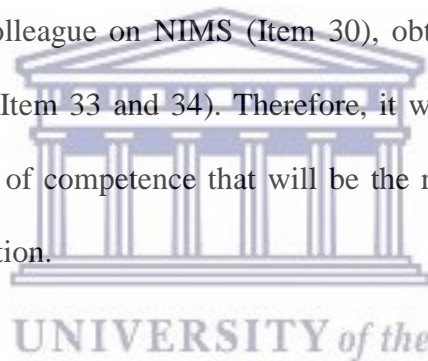 olleague on NIMS (Item 30), obt
Item 33 and 34). Therefore, it w
of competence that will be the r
tion.
UNIVERSITY of the